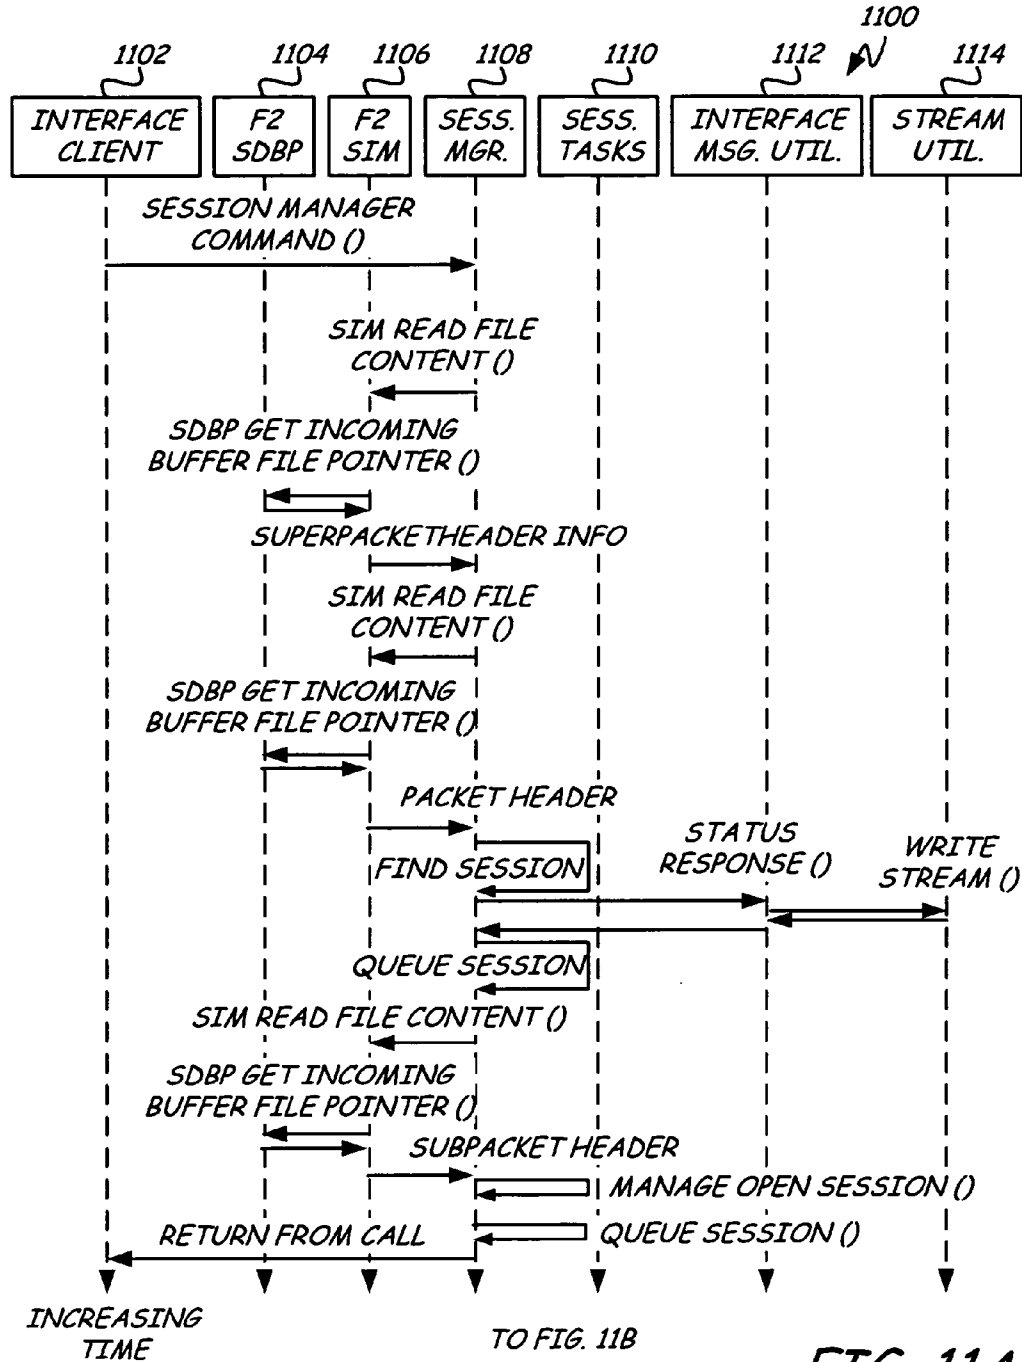 1100
1102
1104
1106
1108
1110
1112
1114
INTERFACE
CLIENT
F2
SDBP
F2
SIM
SESS.
MGR.
SESS.
TASKS
INTERFACE
MSG. UTIL.
STREAM
UTIL.
SESSION MANAGER
COMMAND ()
SIM READ FILE
CONTENT ()
SDBP GET INCOMING
BUFFER FILE POINTER ()
SUPERPACKETHEADER INFO
SIM READ FILE
CONTENT ()
SDBP GET INCOMING
BUFFER FILE POINTER ()
PACKET HEADER
FIND SESSION
STATUS
RESPONSE ()
WRITE
STREAM ()
QUEUE SESSION
SIM READ FILE CONTENT ()
SDBP GET INCOMING
BUFFER FILE POINTER ()
SUBPACKET HEADER
MANAGE OPEN SESSION ()
RETURN FROM CALL
QUEUE SESSION ()
INCREASING
TIME
TO FIG. 11B
FIG. 11A